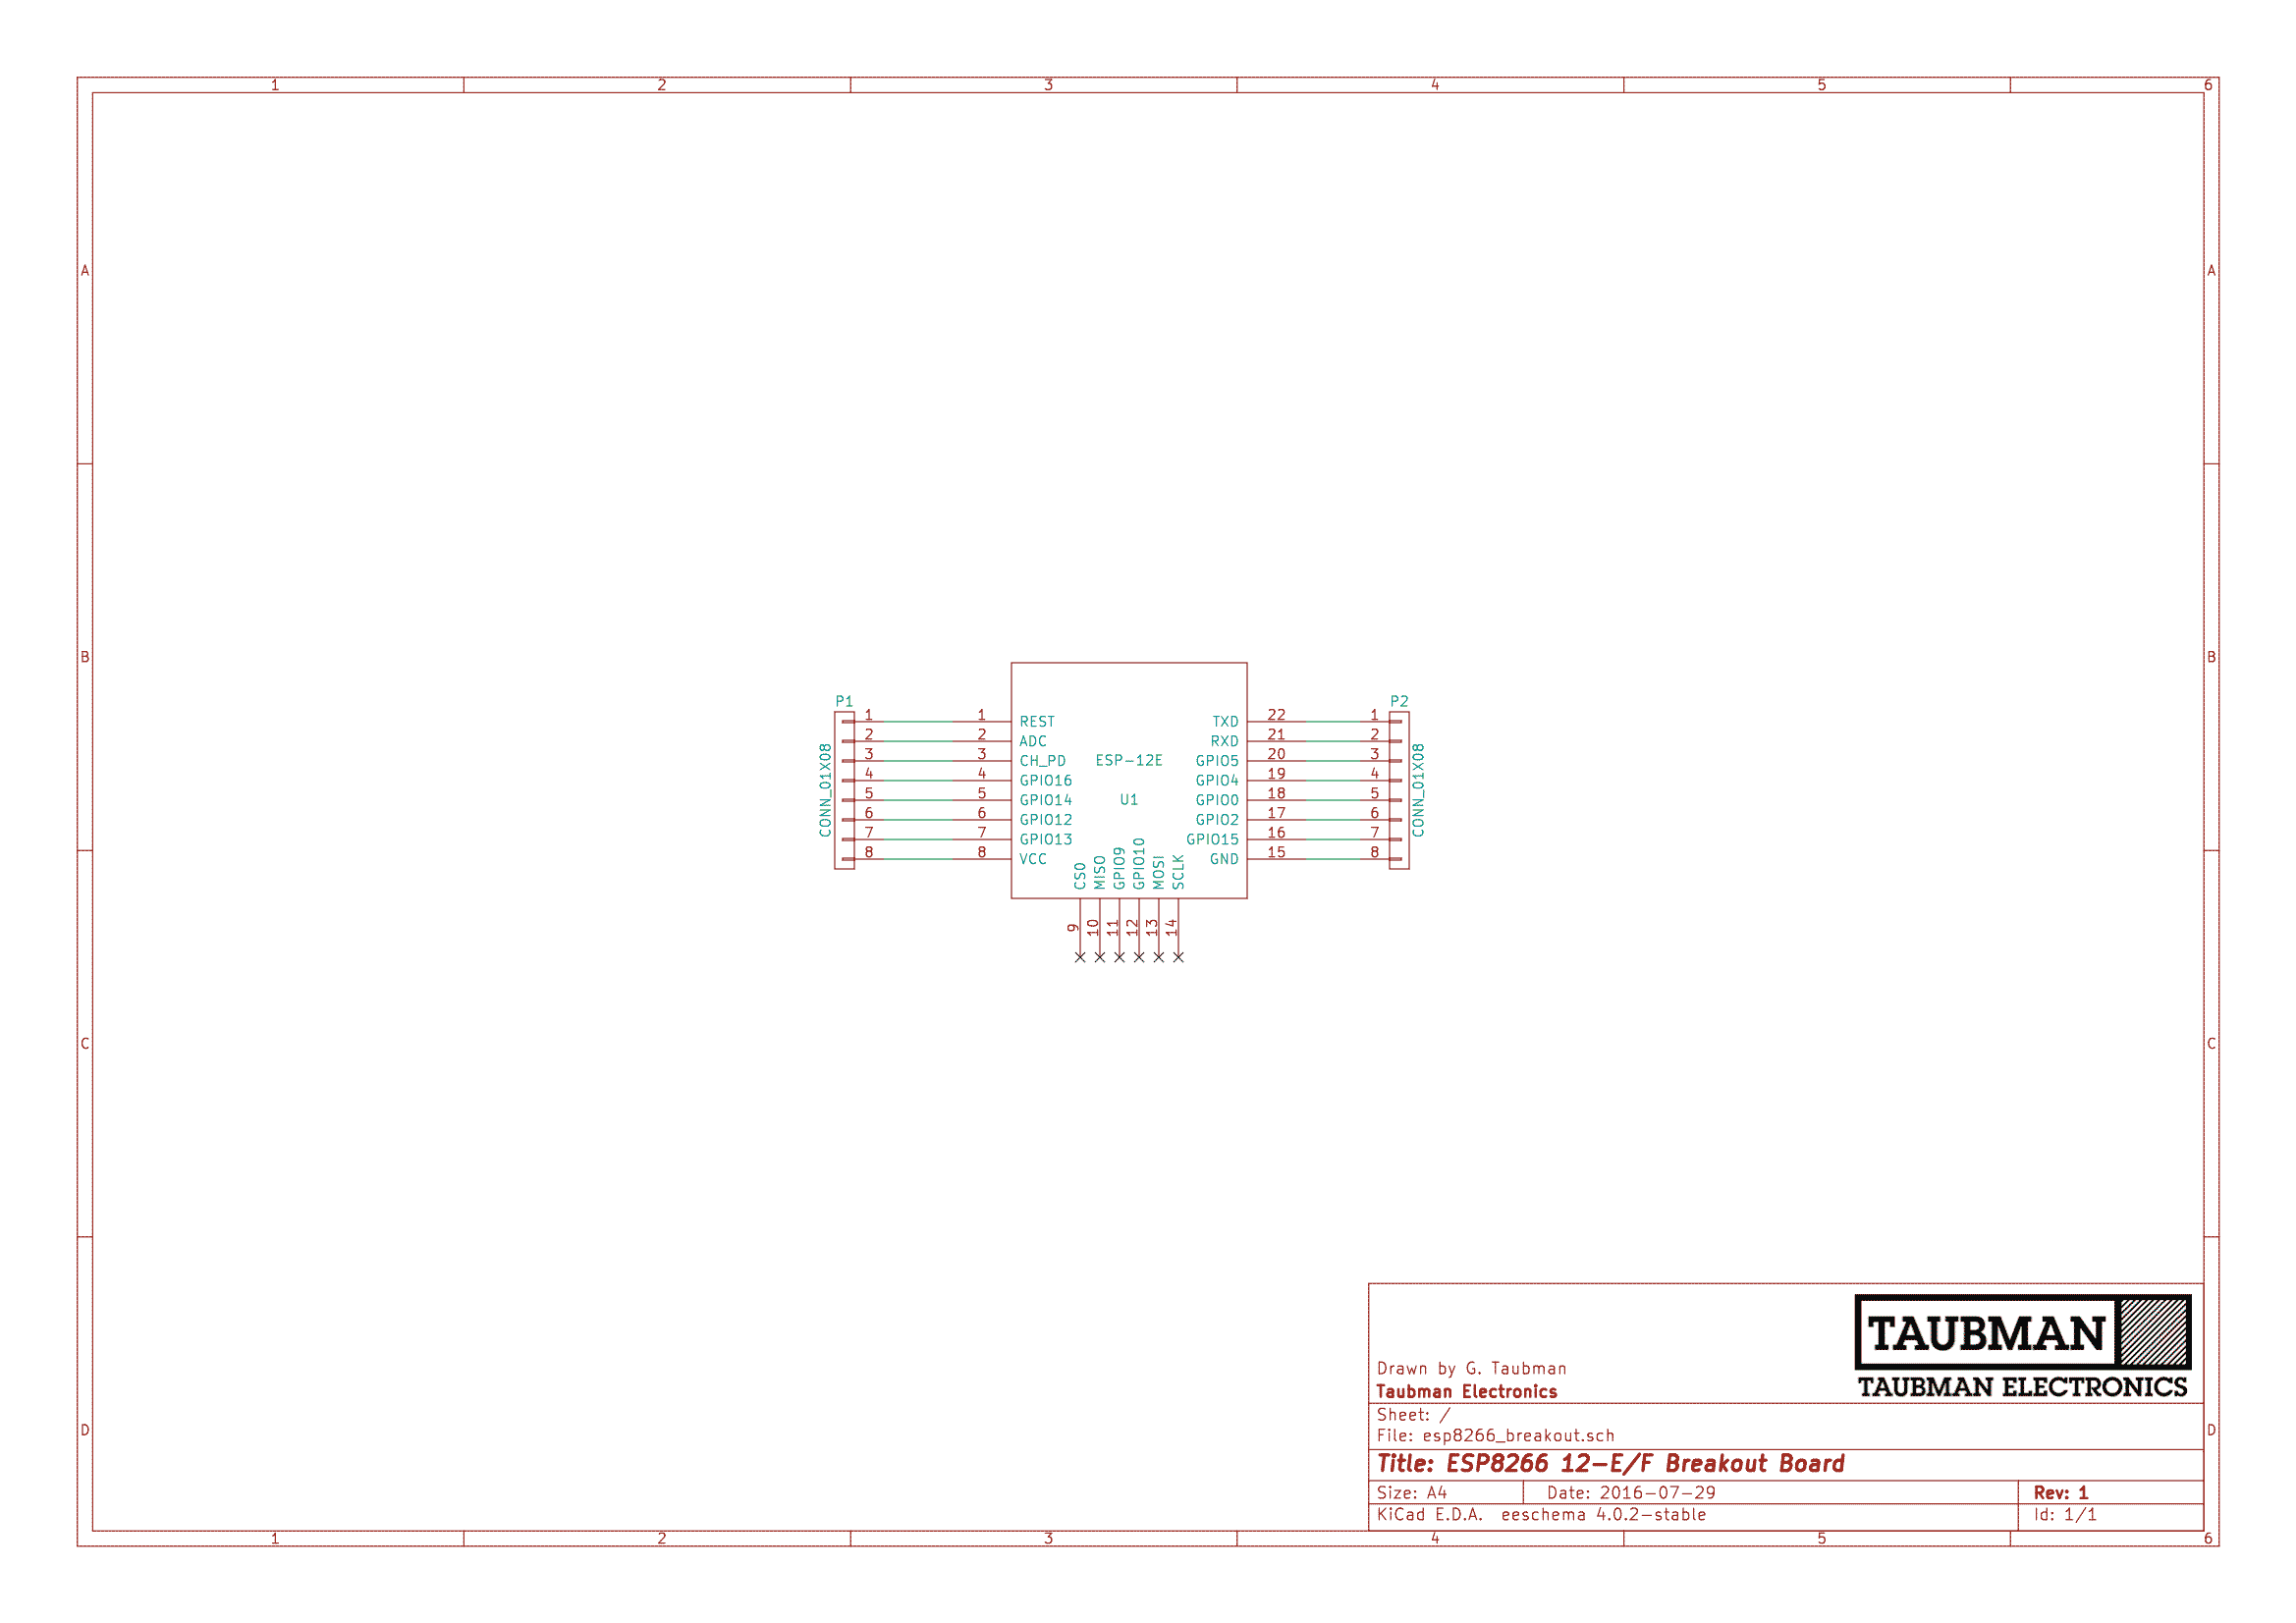 1 2 3 4 5 6
A A
B B
C C
D D
P1
CONN_01X08
1 1 REST
2 2 ADC
3 3 CH_PD
4 4 GPIO16
5 5 GPIO14
6 6 GPIO12
7 7 GPIO13
8 8 VCC
ESP-12E
U1
TXD 22 1
RXD 21 2
GPIO5 20 3
GPIO4 19 4
GPIO0 18 5
GPIO2 17 6
GPIO15 16 7
GND 15 8
P2
CONN_01X08
CS0 MISO GPIO9 GPIO10 MOSI SCLK
9 10 11 12 13 14
TAUBMAN
TAUBMAN ELECTRONICS
Drawn by G. Taubman
Taubman Electronics
Sheet: /
File: esp8266_breakout.sch
Title: ESP8266 12-E/F Breakout Board
Size: A4 Date: 2016-07-29 Rev: 1
KiCad E.D.A. eeschema 4.0.2-stable Id: 1/1
1 2 3 4 5 6